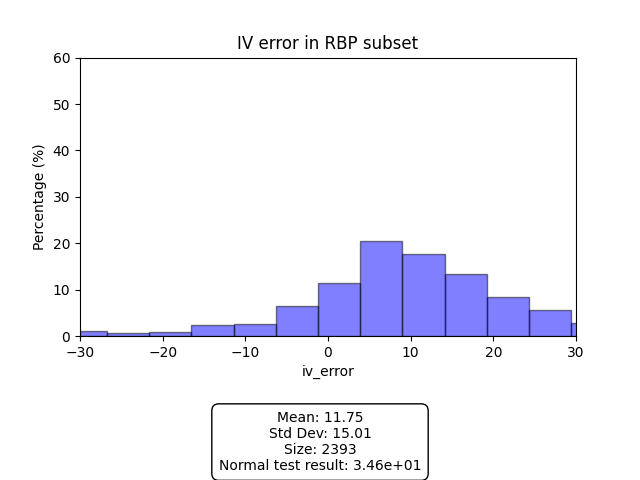 IV error in RBP subset
60
50
40
30
20
10
0
Percentage (%)
−30 −20 −10 0 10 20 30
iv_error
Mean: 11.75
Std Dev: 15.01
Size: 2393
Normal test result: 3.46e+01